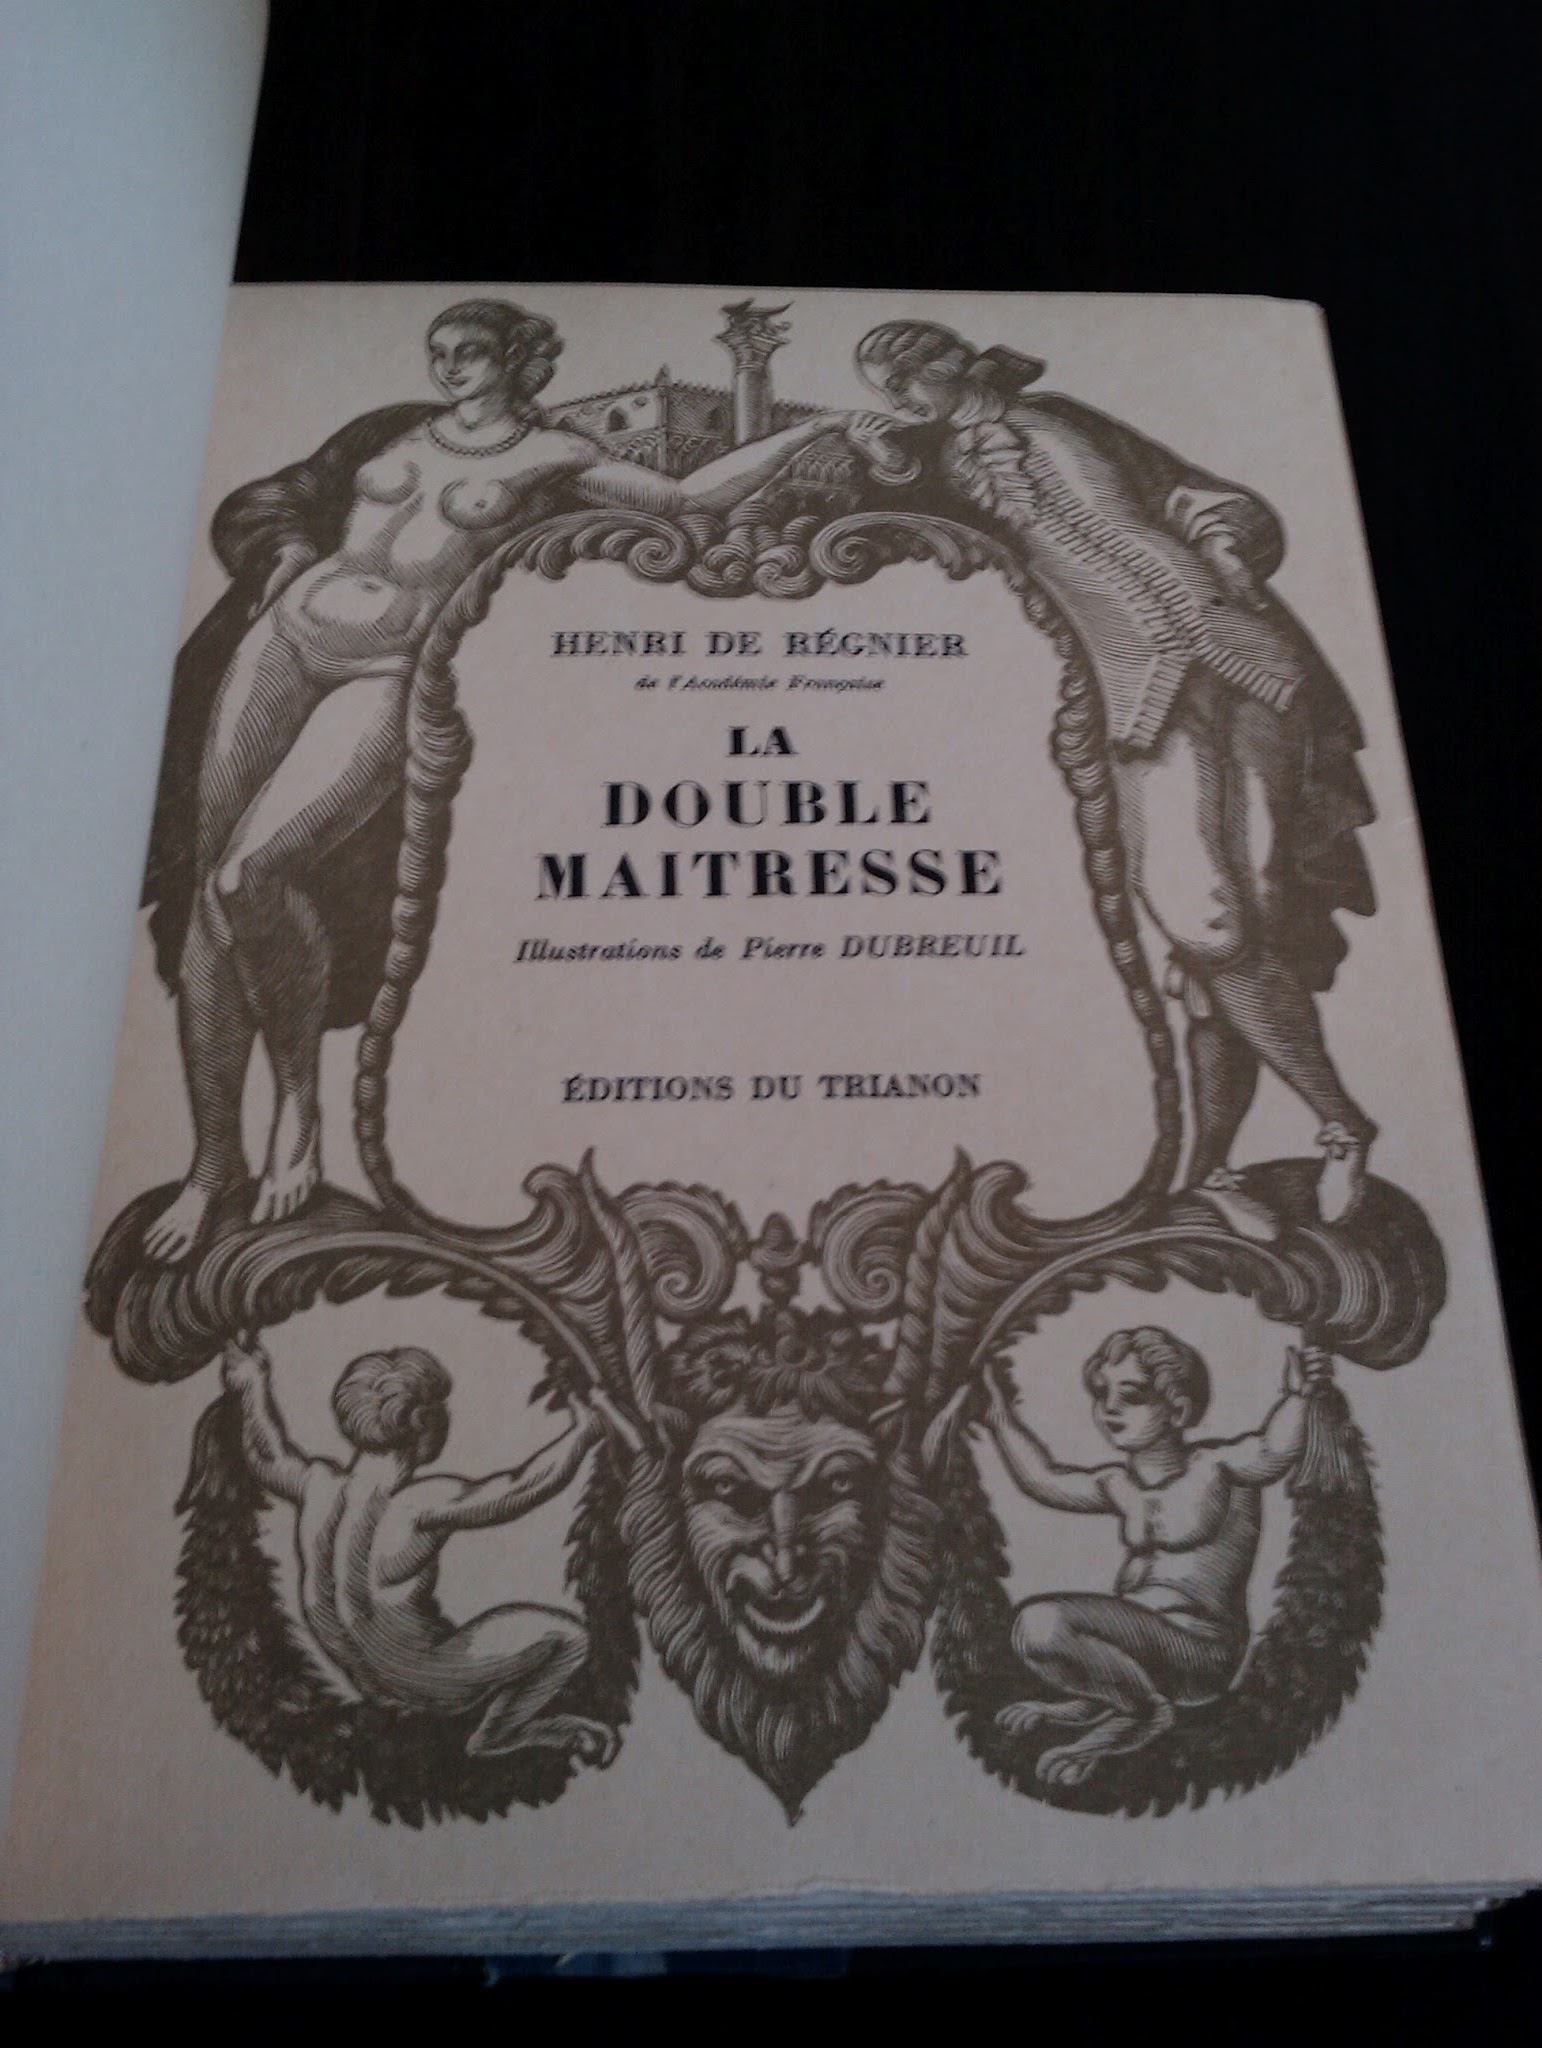 HENRI DE RÉGNIER
de l'Académie Française
LA
DOUBLE
MAITRESSE
Illustrations de Pierre DUBREUIL
ÉDITIONS DU TRIANON